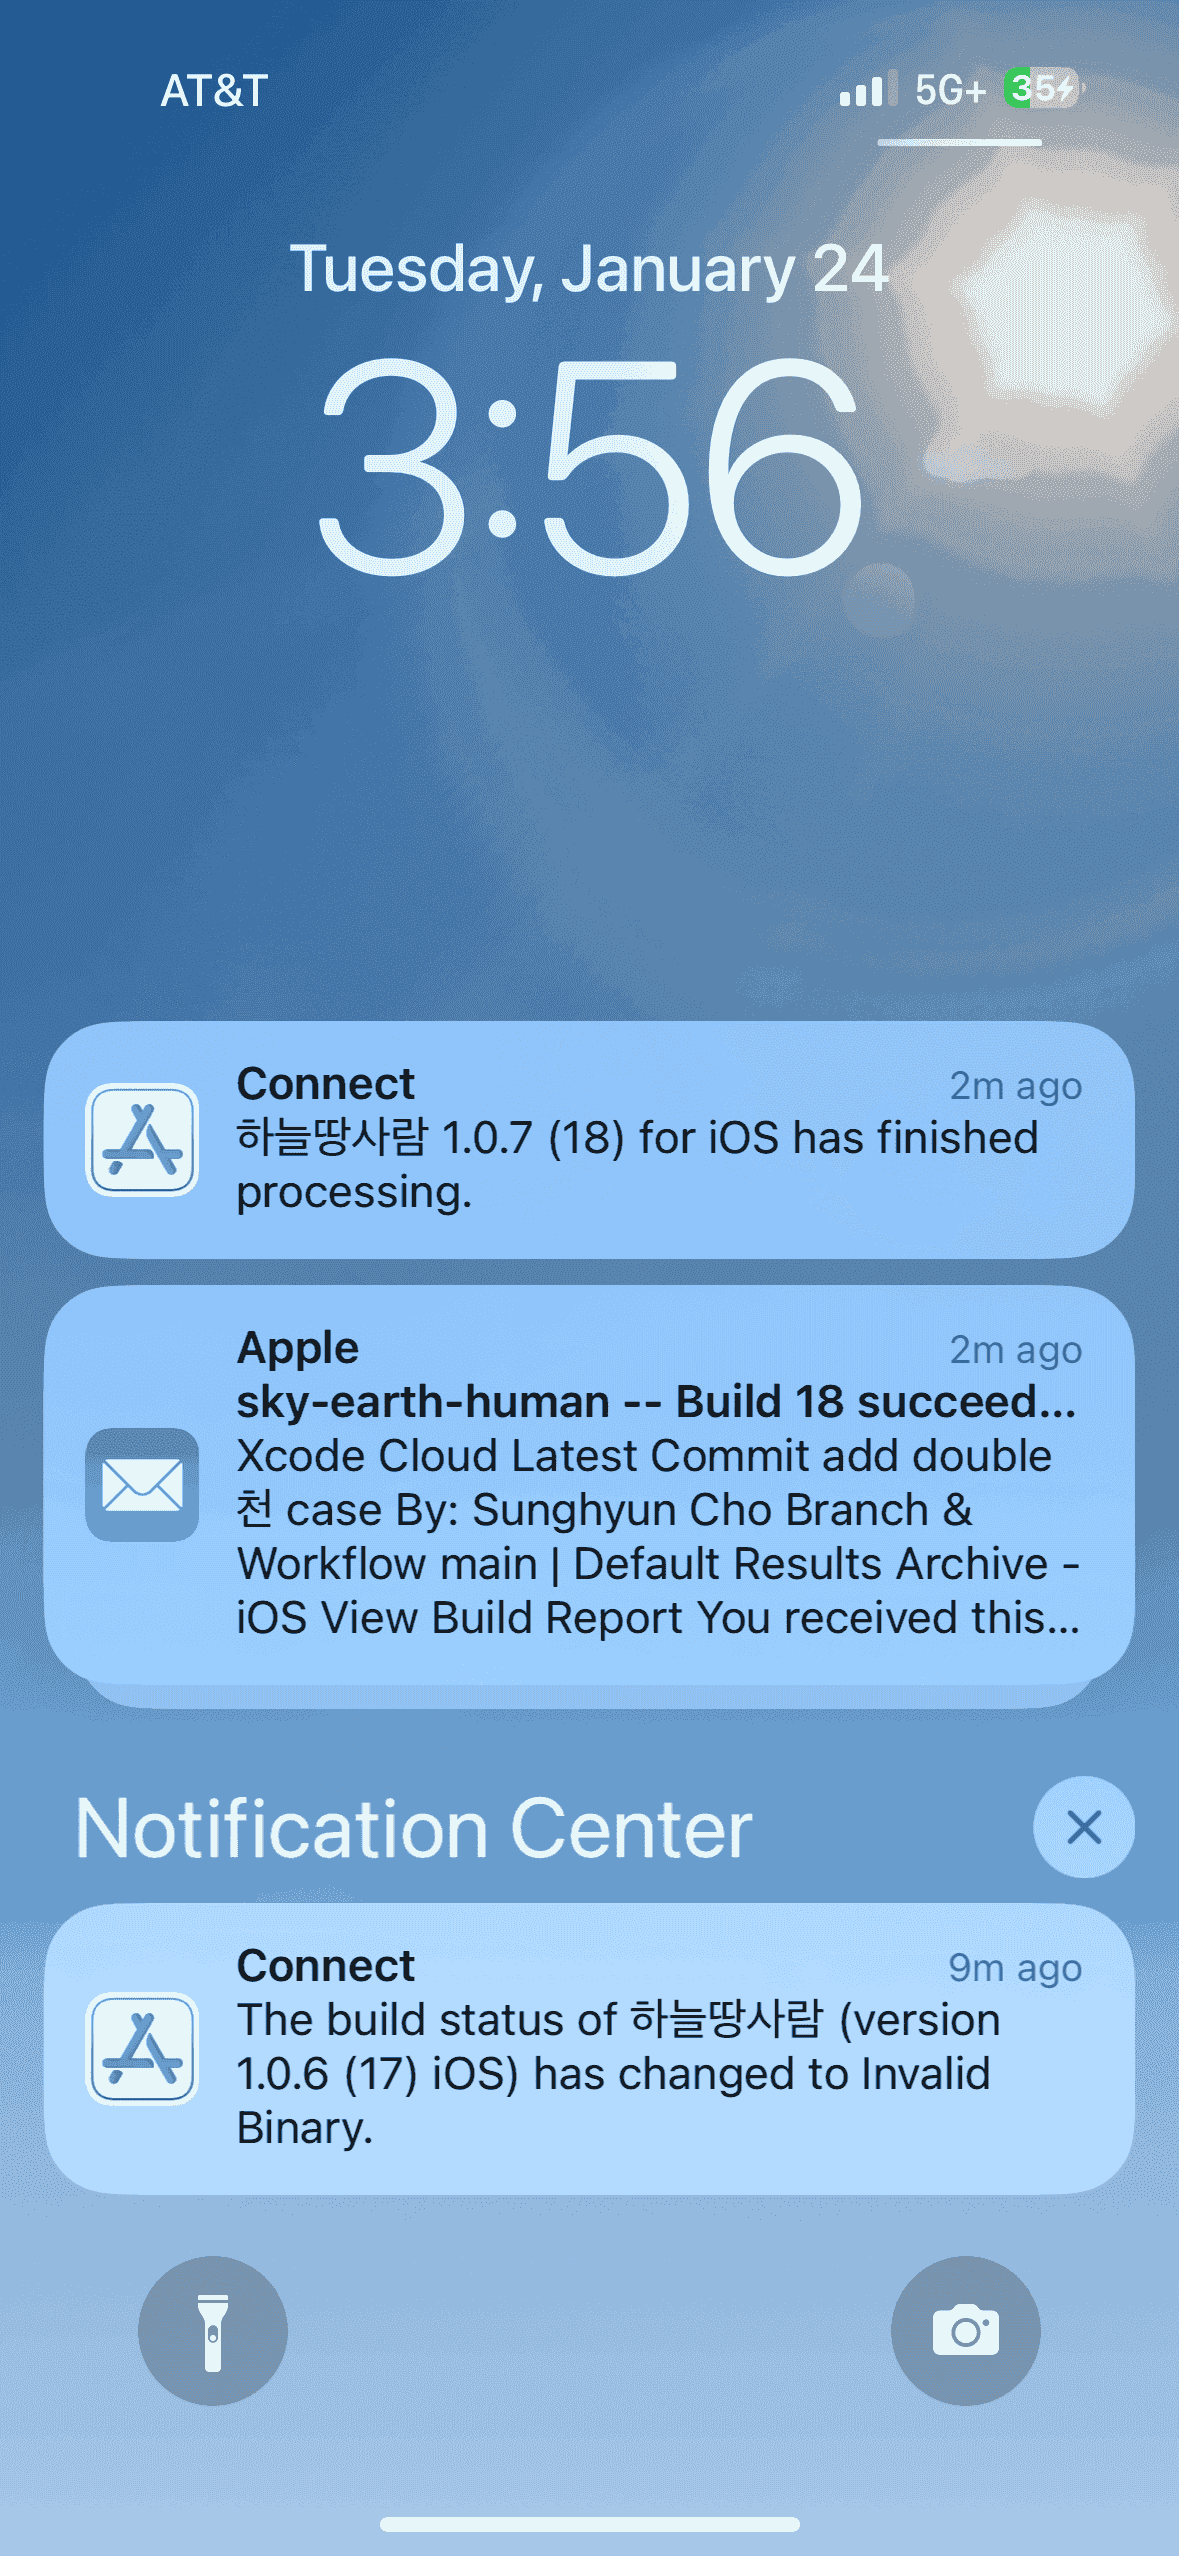 AT&T
5G+ 35
Tuesday, January 24
3:56
Connect 2m ago
하늘땅사람 1.0.7 (18) for iOS has finished
processing.
Apple 2m ago
sky-earth-human -- Build 18 succeed...
Xcode Cloud Latest Commit add double
천 case By: Sunghyun Cho Branch &
Workflow main | Default Results Archive -
iOS View Build Report You received this...
Notification Center
Connect 9m ago
The build status of 하늘땅사람 (version
1.0.6 (17) iOS) has changed to Invalid
Binary.